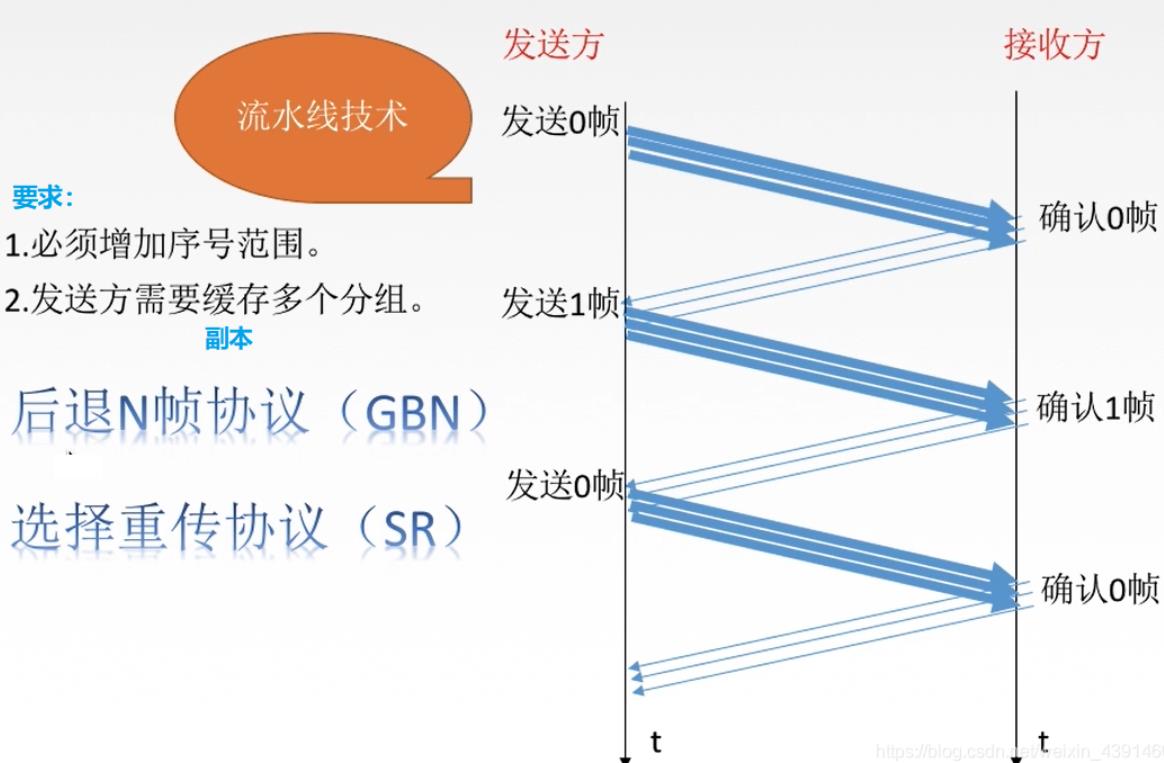 流水线技术
要求：
1.必须增加序号范围。
2.发送方需要缓存多个分组。
副本
后退N帧协议（GBN）
选择重传协议（SR）
发送方
接收方
发送0帧
确认0帧
发送1帧
确认1帧
发送0帧
确认0帧
t
t
https://blog.csdn.net/weixin_4391460